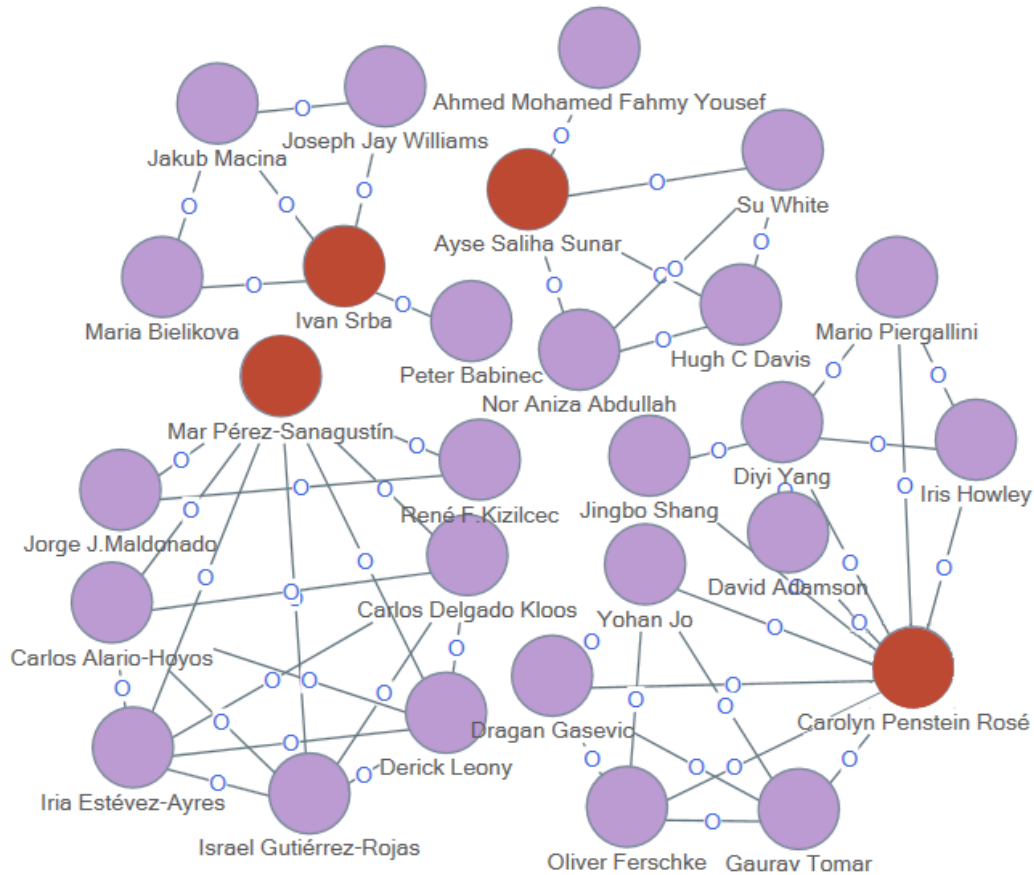 Ahmed Mohamed Fahmy Yousef
Joseph Jay Williams
Jakub Macina
Su White
Ayse Saliha Sunar
Ivan Srba
Maria Bielikova
Mario Piergallini
Hugh C Davis
Peter Babinec
Nor Aniza Abdullah
Mar Pérez-Sanagustín
Diyi Yang
Iris Howley
Jingbo Shang
René F.Kizilcec
Jorge J.Maldonado
David Adamson
Carlos Delgado Kloos
Yohan Jo
Carlos Alario-Hoyos
Carolyn Penstein Rosé
Dragan Gasevic
Derick Leony
Iria Estévez-Ayres
Israel Gutiérrez-Rojas
Oliver Ferschke
Gaurav Tomar